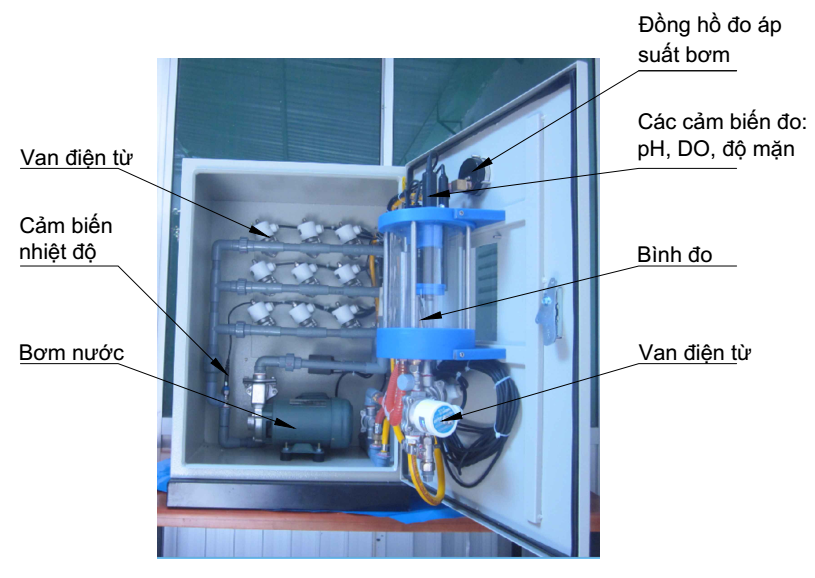 Đồng hồ đo áp
suất bơm
Các cảm biến đo:
pH, DO, độ mặn
Van điện từ
Cảm biến
nhiệt độ
Bình đo
Bơm nước
Van điện từ